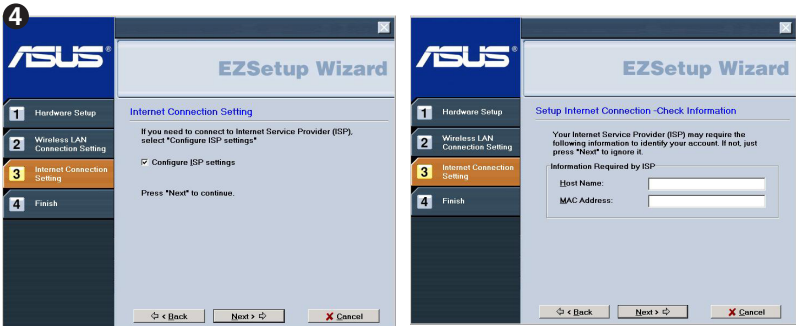 4
ASUS®
EZSetup Wizard
1 Hardware Setup
2 Wireless LAN
Connection Setting
3 Internet Connection
Setting
4 Finish
Internet Connection Setting
If you need to connect to Internet Service Provider (ISP),
select "Configure ISP settings"
Configure ISP settings
Press "Next" to continue.
< Back
Next >
Cancel
ASUS®
EZSetup Wizard
1 Hardware Setup
2 Wireless LAN
Connection Setting
3 Internet Connection
Setting
4 Finish
Setup Internet Connection -Check Information
Your Internet Service Provider (ISP) may require the
following information to identify your account. If not, just
press "Next" to ignore it.
Information Required by ISP
Host Name:
MAC Address:
< Back
Next >
Cancel